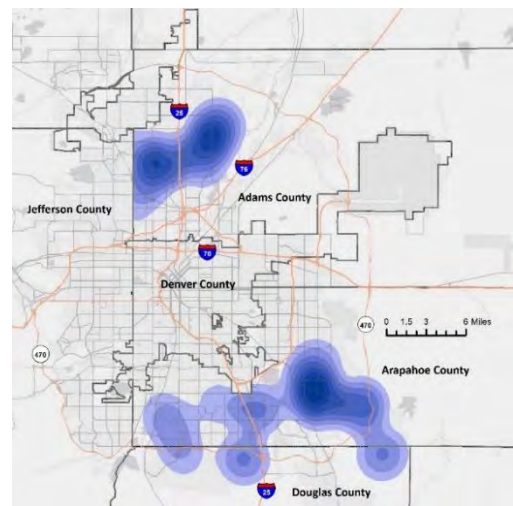 25
76
Jefferson County
Adams County
70
Denver County
0 1.5 3 6 Miles
470
470
Arapahoe County
25
Douglas County